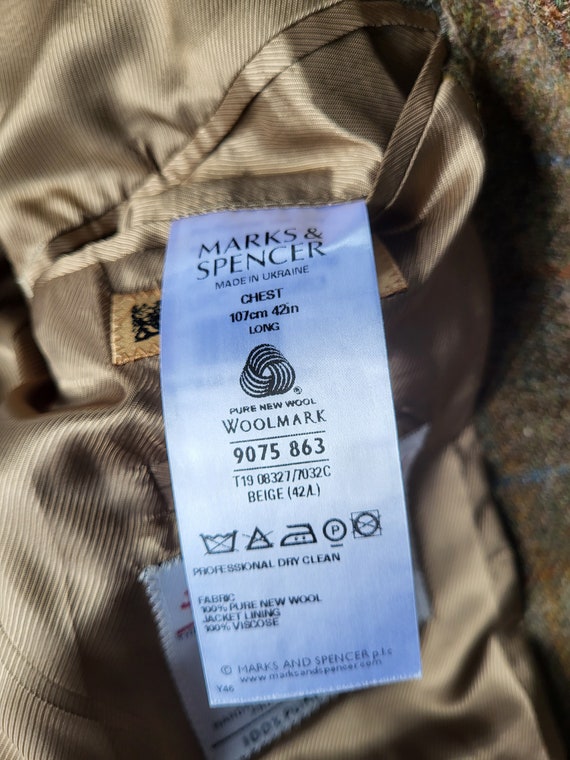 MARKS &
SPENCER
MADE IN UKRAINE
CHEST
107cm 42in
LONG
PURE NEW WOOL
WOOLMARK
9075 863
T19 08327/7032C
BEIGE (42/L)
P
PROFESSIONAL DRY CLEAN
FABRIC
100% PURE NEW WOOL
JACKET LINING
100% VISCOSE
© MARKS AND SPENCER p.l.c
www.marksandspencer.com
Y46